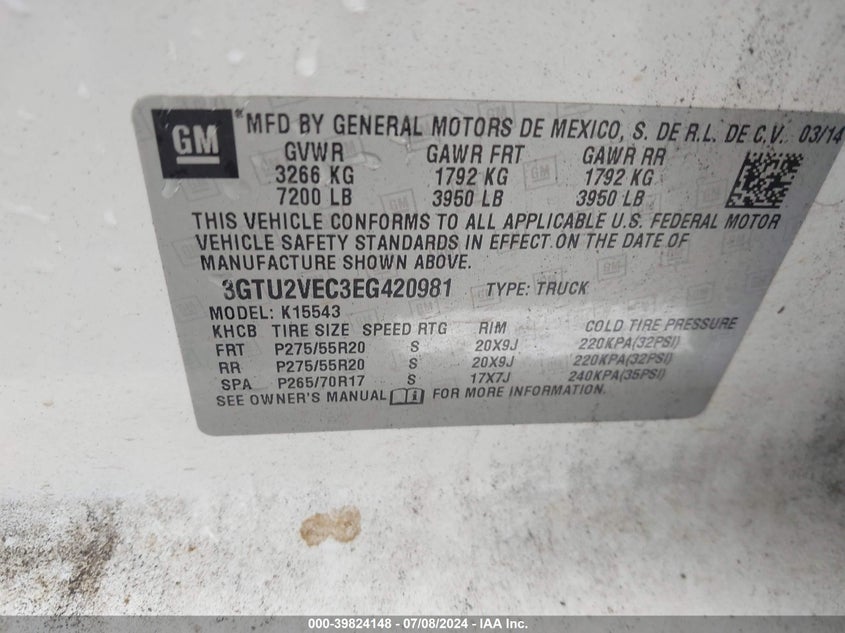 GM
*MFD BY GENERAL MOTORS DE MEXICO, S. DE R.L. DE C.V. 03/14
GVWR GAWR FRT GAWR RR
3266 KG 1792 KG 1792 KG
7200 LB 3950 LB 3950 LB
THIS VEHICLE CONFORMS TO ALL APPLICABLE U.S. FEDERAL MOTOR
VEHICLE SAFETY STANDARDS IN EFFECT ON THE DATE OF
MANUFACTURE SHOWN ABOVE.
3GTU2VEC3EG420981 TYPE: TRUCK
MODEL: K15543
KHCB TIRE SIZE SPEED RTG RIM COLD TIRE PRESSURE
FRT P275/55R20 S 20X9J 220KPA(32PSI)
RR P275/55R20 S 20X9J 220KPA(32PSI)
SPA P265/70R17 S 17X7J 240KPA(35PSI)
SEE OWNER'S MANUAL FOR MORE INFORMATION.
000-39824148 - 07/08/2024 - IAA Inc.